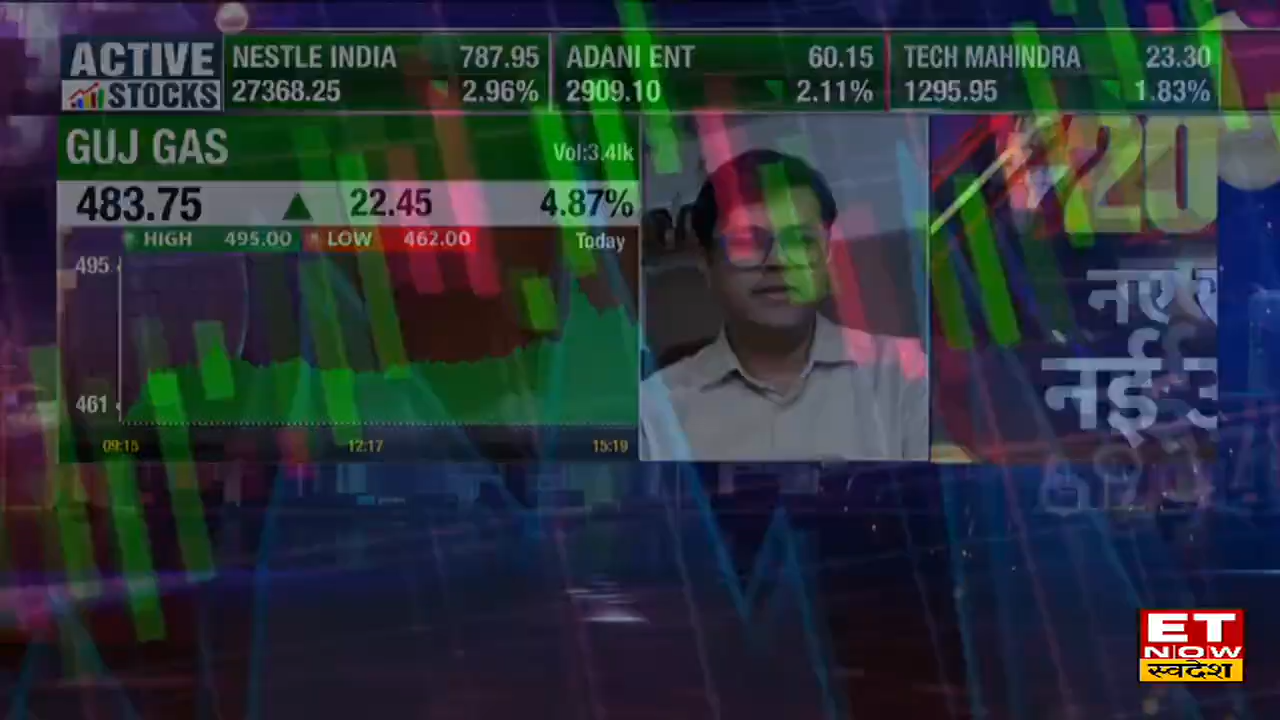 ACTIVE STOCKS
NESTLE INDIA 787.95
27368.25 2.96%
ADANI ENT 60.15
2909.10 2.11%
TECH MAHINDRA 23.30
1295.95 1.83%
GUJ GAS Vol:3.4lk
483.75 ▲ 22.45 4.87%
HIGH 495.00 LOW 462.00 Today
495
461
09:15 12:17 15:19
20
नई
ET
NOW
स्वदेश